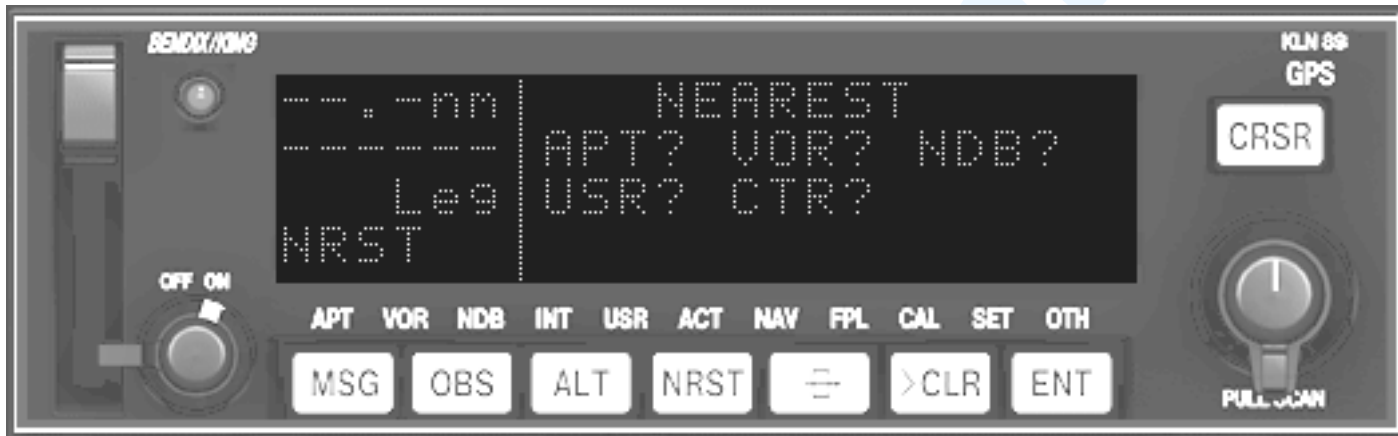 BENDIX/KING
KLN 89
GPS
--.-nm
------
Leg
NRST
NEAREST
APT? VOR? NDB?
USR? CTR?
CRSR
OFF ON
APT VOR NDB INT USR ACT NAV FPL CAL SET OTH
MSG OBS ALT NRST >CLR ENT
PULL SCAN